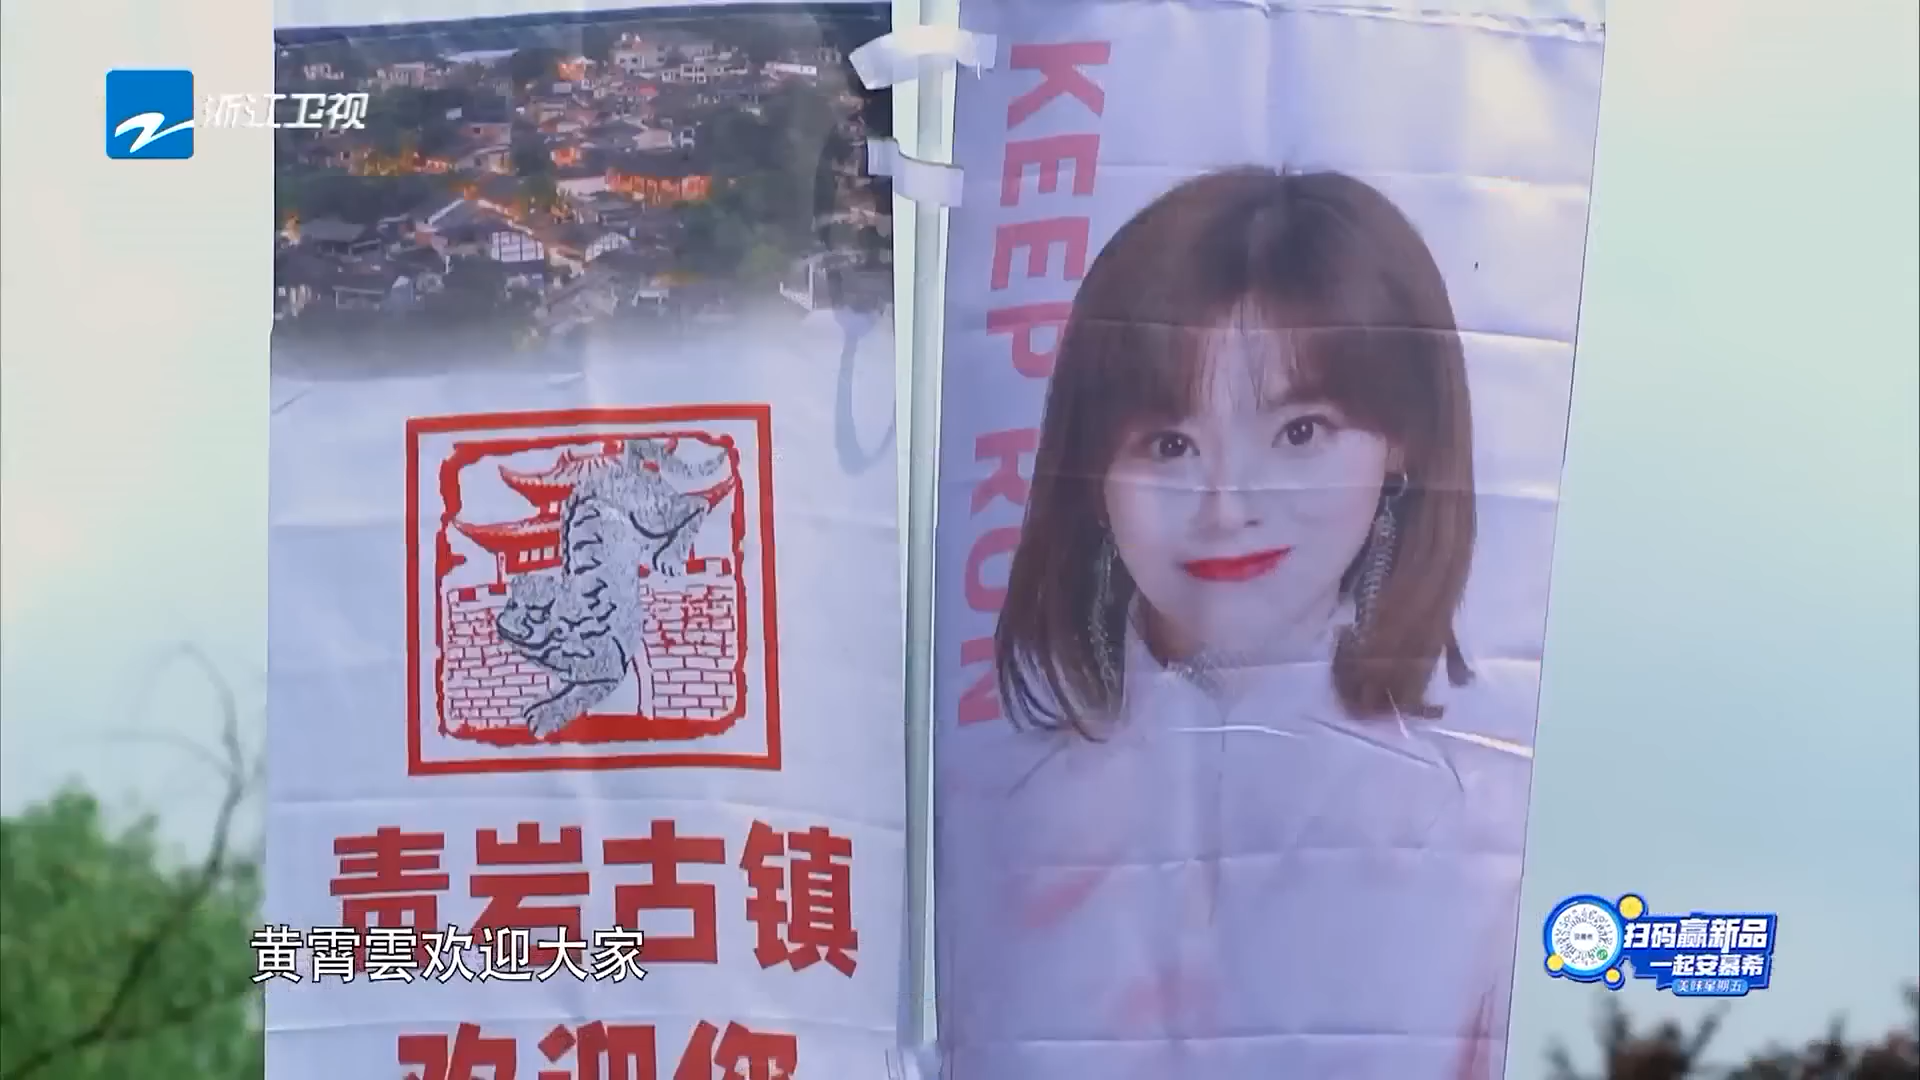 浙江卫视
KEEP RUN
青岩古镇
欢迎您
黄霄雲欢迎大家
扫码赢新品
一起安慕希
美味星期五